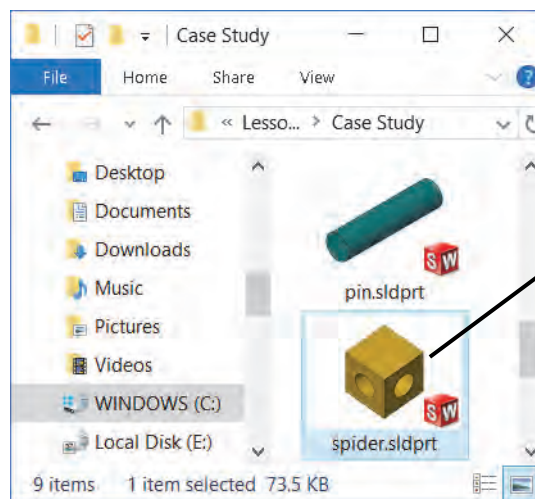 Case Study
File Home Share View
« Lesso... > Case Study
Desktop
Documents
Downloads
Music
Pictures
Videos
WINDOWS (C:)
Local Disk (E:)
SW
pin.sldprt
SW
spider.sldprt
9 items 1 item selected 73.5 KB